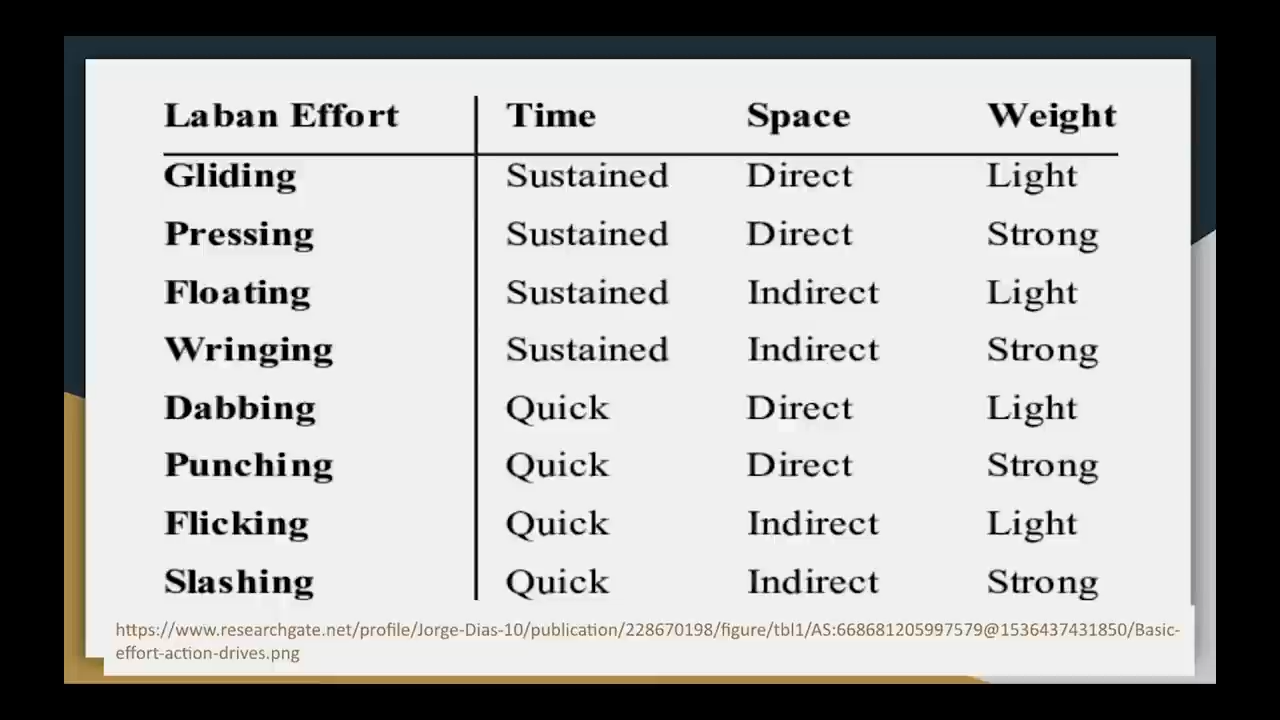 Laban Effort Time Space Weight
Gliding Sustained Direct Light
Pressing Sustained Direct Strong
Floating Sustained Indirect Light
Wringing Sustained Indirect Strong
Dabbing Quick Direct Light
Punching Quick Direct Strong
Flicking Quick Indirect Light
Slashing Quick Indirect Strong
https://www.researchgate.net/profile/Jorge-Dias-10/publication/228670198/figure/tbl1/AS:668681205997579@1536437431850/Basic-
effort-action-drives.png